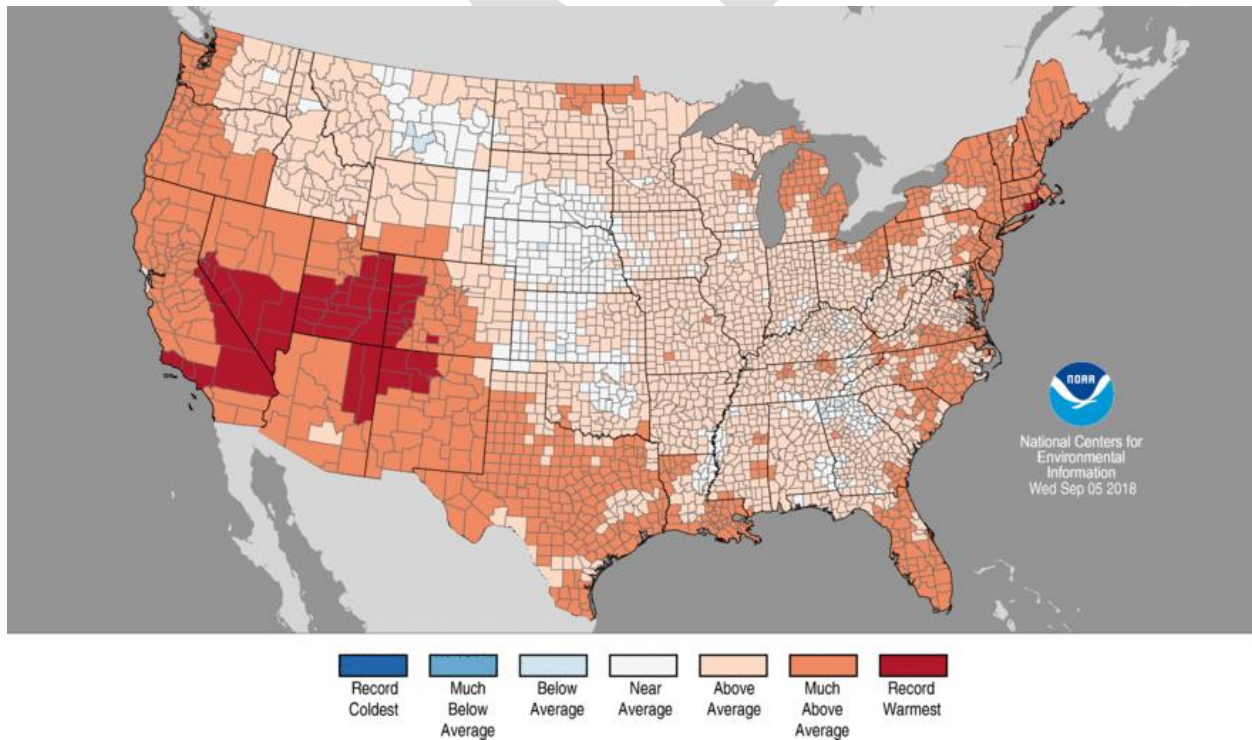 NOAA
National Centers for
Environmental
Information
Wed Sep 05 2018
Record
Coldest
Much
Below
Average
Below
Average
Near
Average
Above
Average
Much
Above
Average
Record
Warmest